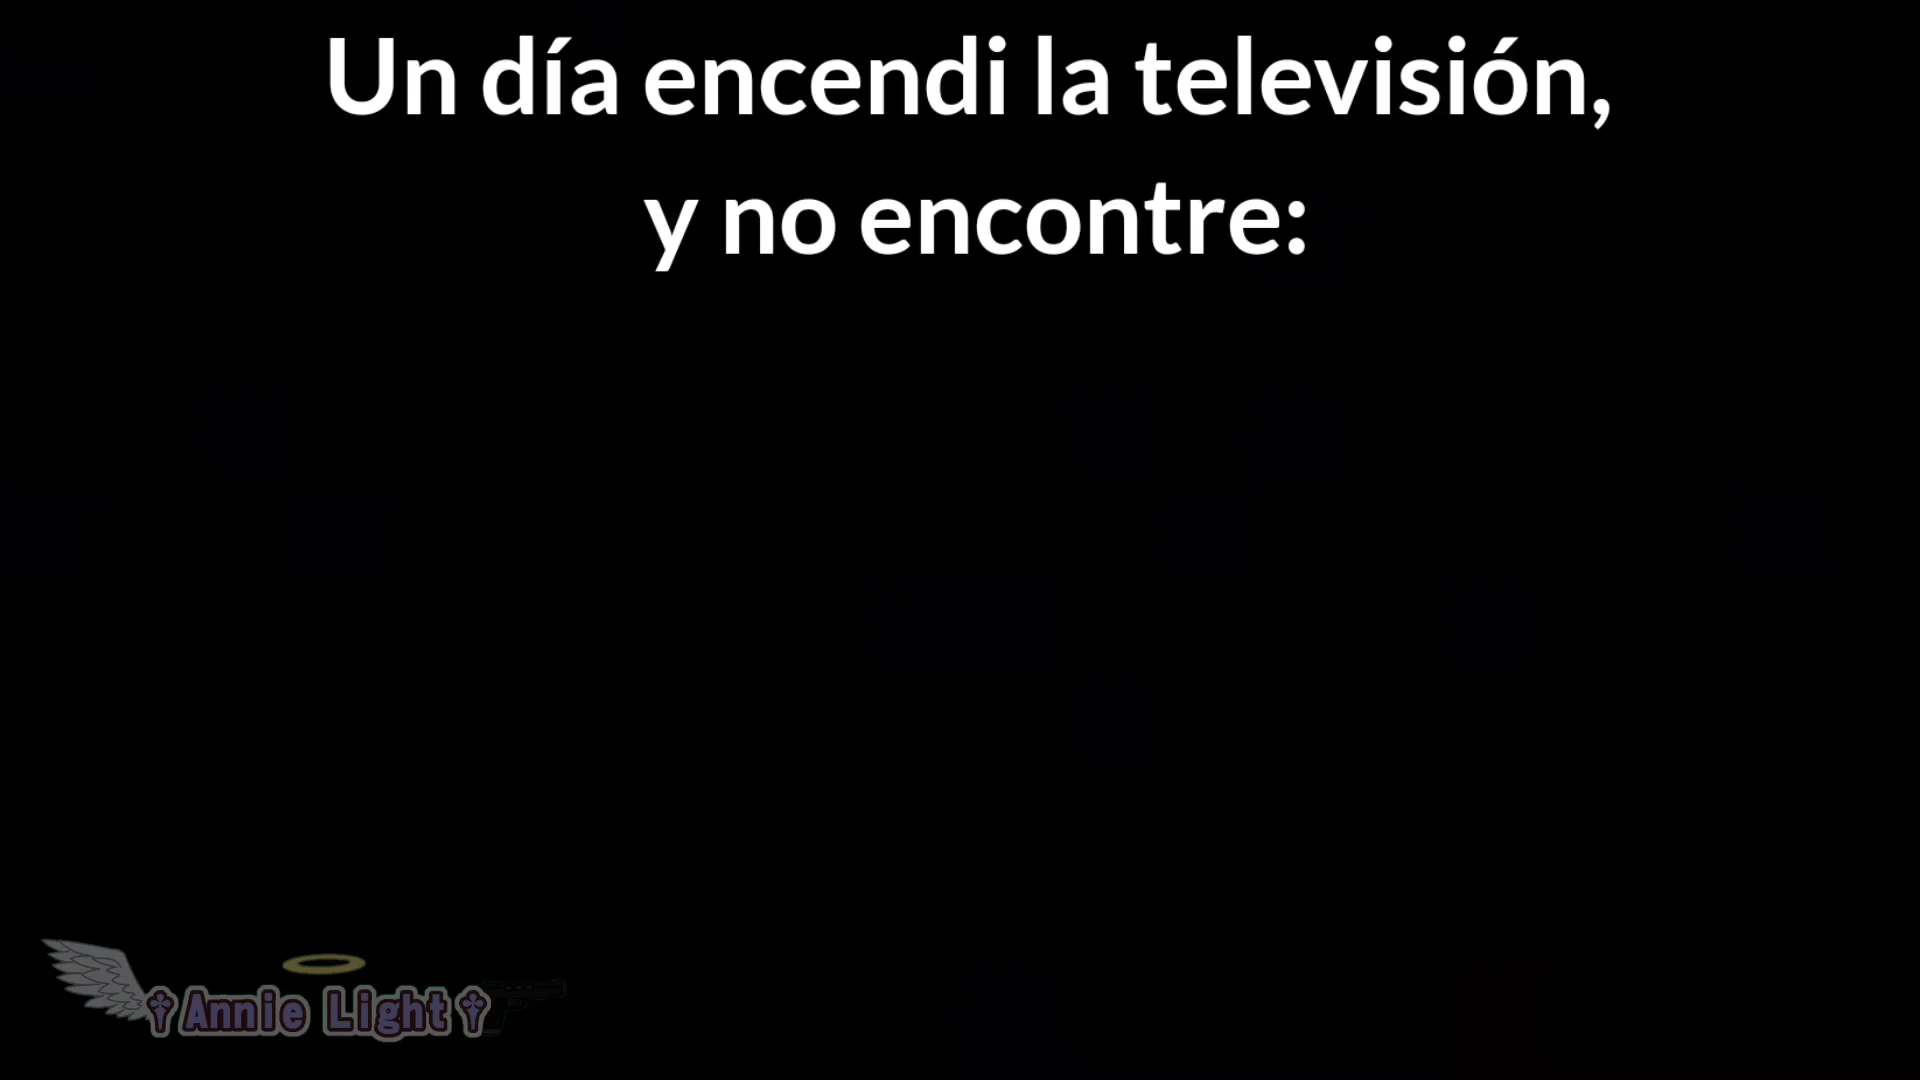 Un día encendi la televisión,
y no encontre:
†Annie Light†